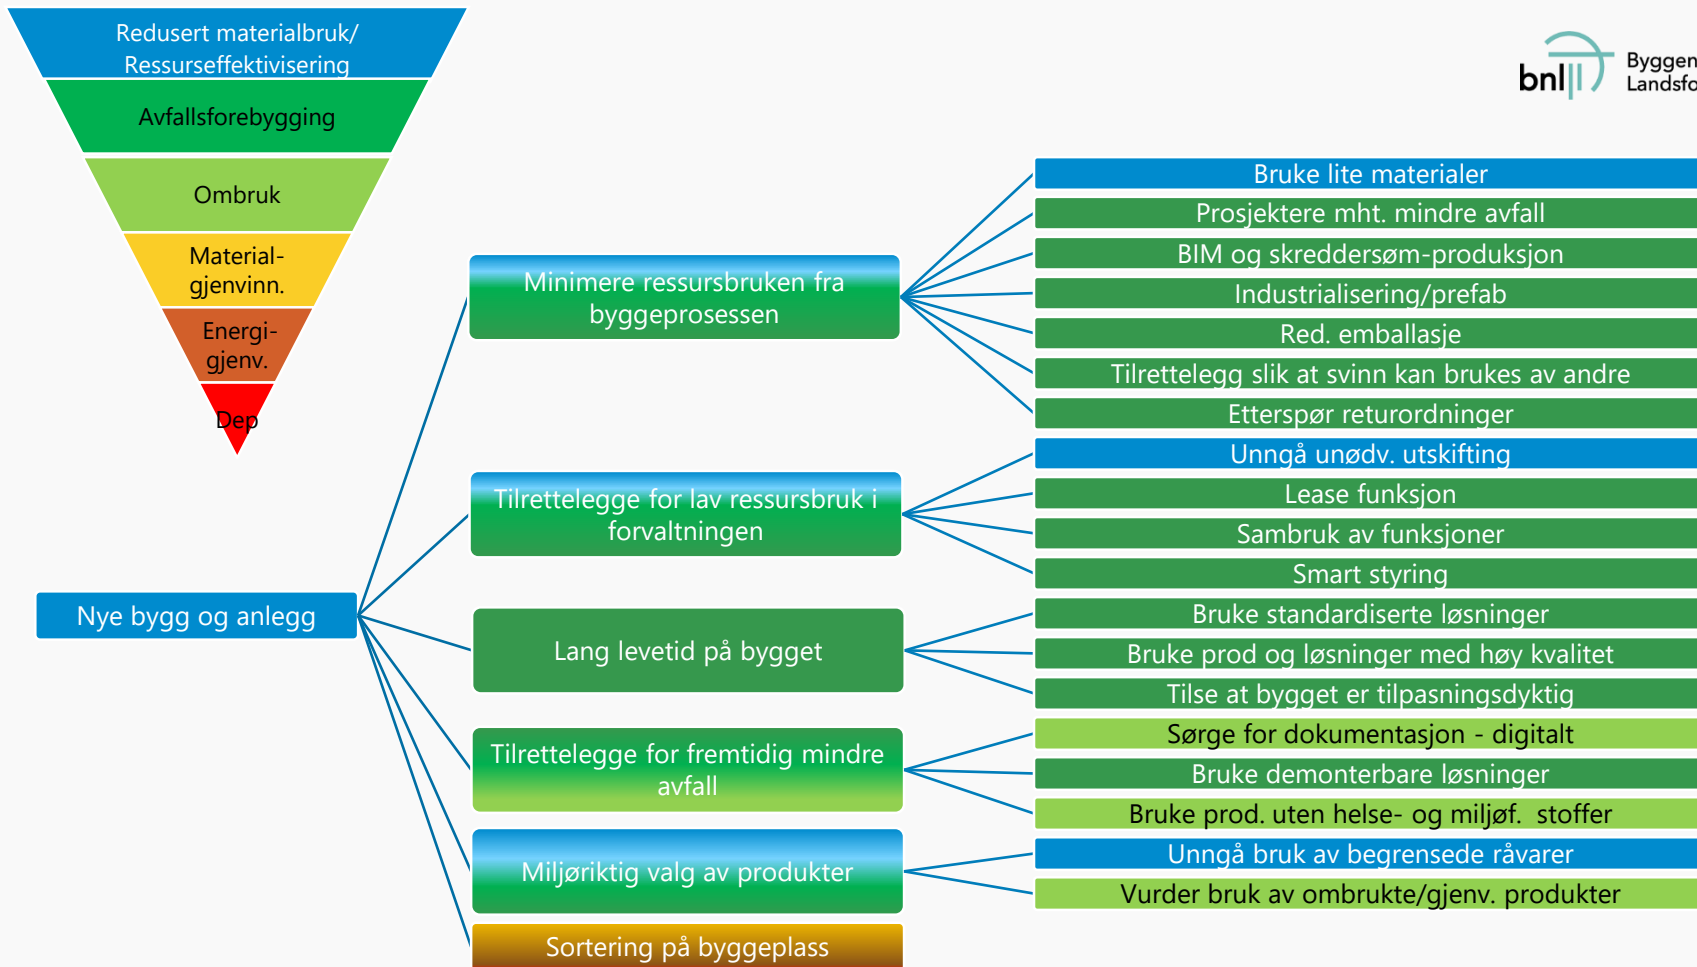 Redusert materialbruk/
Ressurseffektivisering
Avfallsforebygging
Ombruk
Material-
gjenvinn.
Energi-
gjenv.
Dep
bnl
Byggen
Landsfo
Nye bygg og anlegg
Minimere ressursbruken fra
byggeprosessen
Bruke lite materialer
Prosjektere mht. mindre avfall
BIM og skreddersøm-produksjon
Industrialisering/prefab
Red. emballasje
Tilrettelegg slik at svinn kan brukes av andre
Etterspør returordninger
Tilrettelegge for lav ressursbruk i
forvaltningen
Unngå unødv. utskifting
Lease funksjon
Sambruk av funksjoner
Smart styring
Lang levetid på bygget
Bruke standardiserte løsninger
Bruke prod og løsninger med høy kvalitet
Tilse at bygget er tilpasningsdyktig
Tilrettelegge for fremtidig mindre
avfall
Sørge for dokumentasjon - digitalt
Bruke demonterbare løsninger
Bruke prod. uten helse- og miljøf. stoffer
Miljøriktig valg av produkter
Unngå bruk av begrensede råvarer
Vurder bruk av ombrukte/gjenv. produkter
Sortering på byggeplass